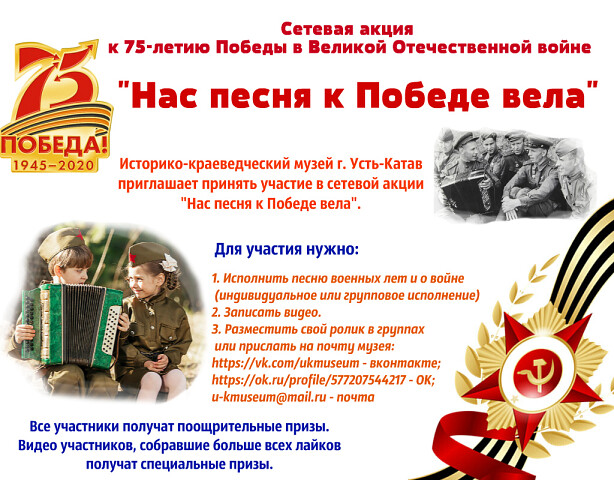 Сетевая акция
к 75-летию Победы в Великой Отечественной войне
"Нас песня к Победе вела"
75
ПОБЕДА!
1945–2020
Историко-краеведческий музей г. Усть-Катав
приглашает принять участие в сетевой акции
"Нас песня к Победе вела".
Для участия нужно:
1. Исполнить песню военных лет и о войне
(индивидуальное или групповое исполнение)
2. Записать видео.
3. Разместить свой ролик в группах
или прислать на почту музея:
https://vk.com/ukmuseum - вконтакте;
https://ok.ru/profile/577207544217 - ОК;
u-kmuseum@mail.ru - почта
Все участники получат поощрительные призы.
Видео участников, собравшие больше всех лайков
получат специальные призы.